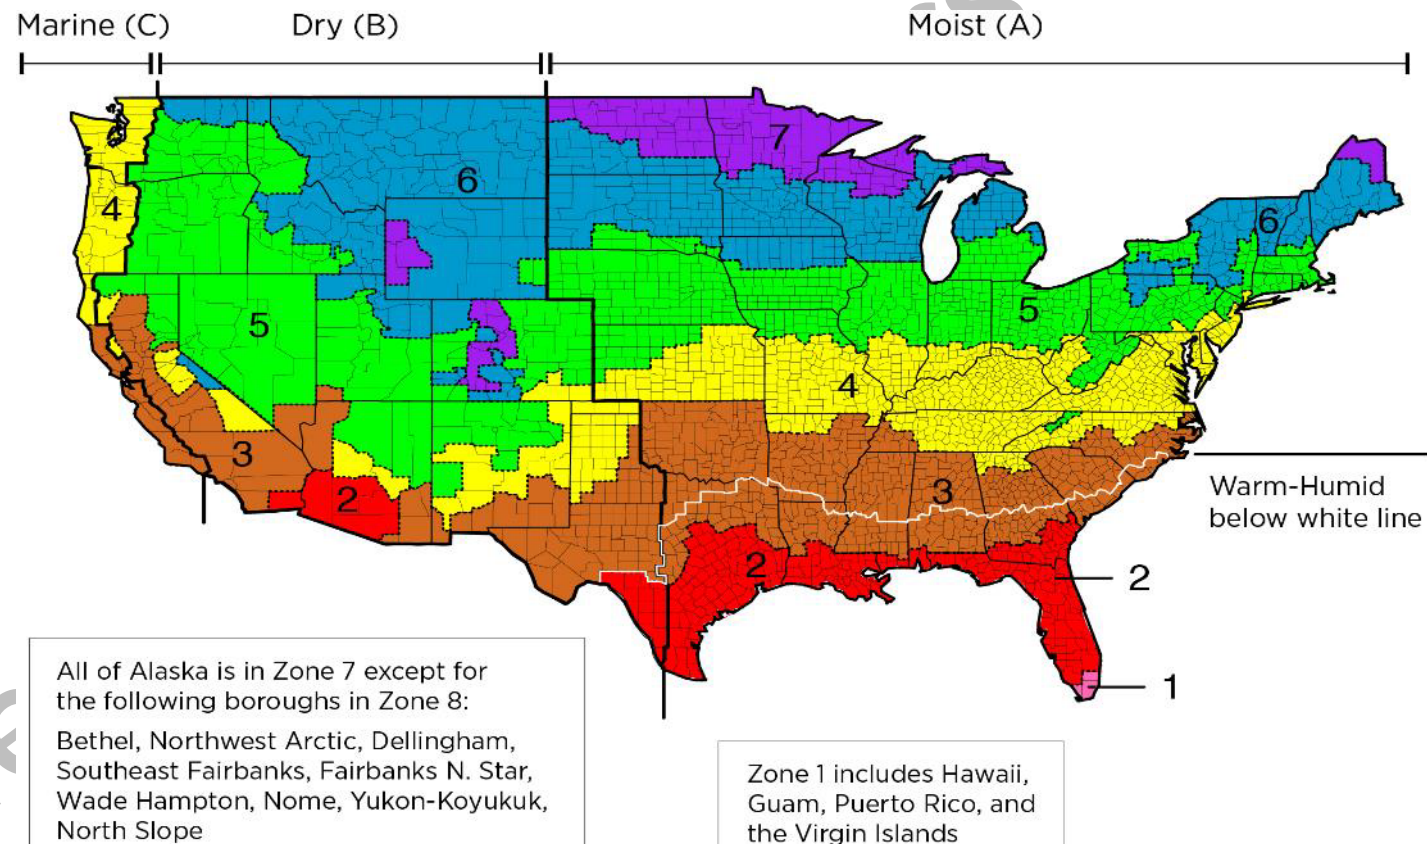 Marine (C)
Dry (B)
Moist (A)
7
6
4
6
5
5
4
3
3
2
2
Warm-Humid
below white line
2
1
All of Alaska is in Zone 7 except for
the following boroughs in Zone 8:
Bethel, Northwest Arctic, Dellingham,
Southeast Fairbanks, Fairbanks N. Star,
Wade Hampton, Nome, Yukon-Koyukuk,
North Slope
Zone 1 includes Hawaii,
Guam, Puerto Rico, and
the Virgin Islands